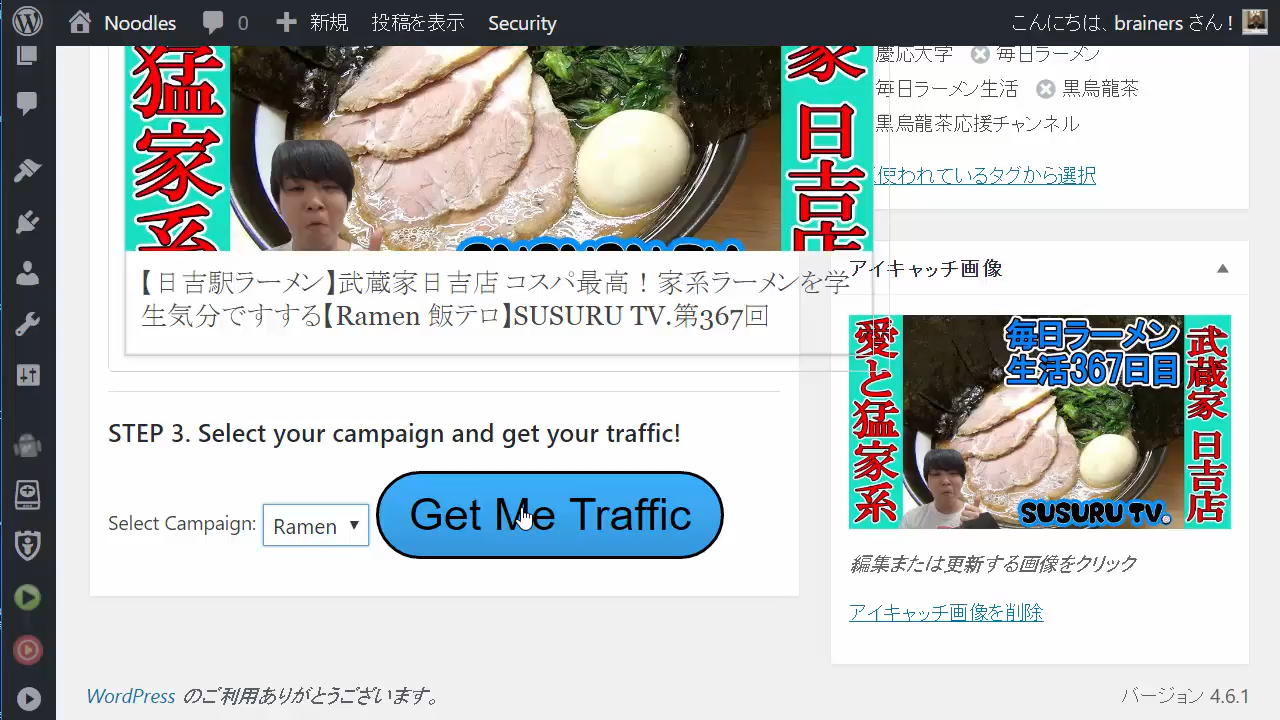 Noodles
0
新規
投稿を表示
Security
こんにちは、brainers さん !
猛家系
家 日吉店
【日吉駅ラーメン】武蔵家日吉店 コスパ最高！家系ラーメンを学
生気分ですする【Ramen 飯テロ】SUSURU TV.第367回
STEP 3. Select your campaign and get your traffic!
Select Campaign:
Ramen
Get Me Traffic
WordPress のご利用ありがとうございます。
慶応大学
毎日ラーメン
毎日ラーメン生活
黒烏龍茶
黒烏龍茶応援チャンネル
使われているタグから選択
アイキャッチ画像
愛と猛家系
毎日ラーメン
生活367日目
武蔵家 日吉店
SUSURU TV。
編集または更新する画像をクリック
アイキャッチ画像を削除
バージョン 4.6.1